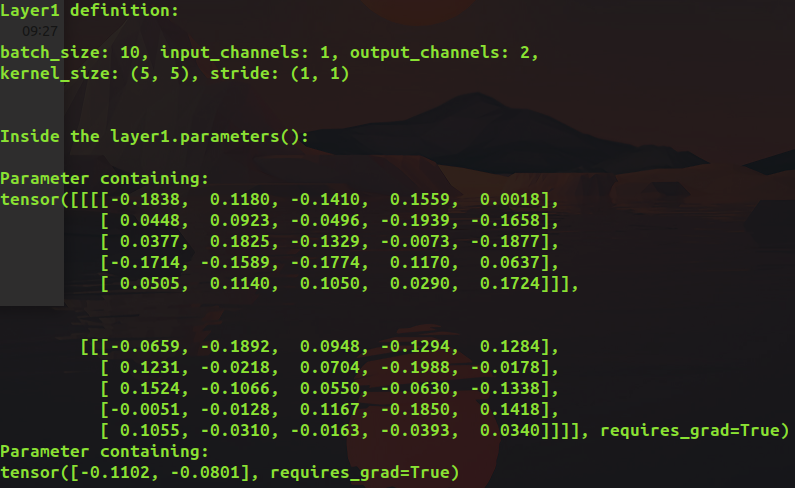 Layer1 definition:
09:27
batch_size: 10, input_channels: 1, output_channels: 2,
kernel_size: (5, 5), stride: (1, 1)
Inside the layer1.parameters():
Parameter containing:
tensor([[[[-0.1838,  0.1180, -0.1410,  0.1559,  0.0018],
          [ 0.0448,  0.0923, -0.0496, -0.1939, -0.1658],
          [ 0.0377,  0.1825, -0.1329, -0.0073, -0.1877],
          [-0.1714, -0.1589, -0.1774,  0.1170,  0.0637],
          [ 0.0505,  0.1140,  0.1050,  0.0290,  0.1724]]],
        [[[-0.0659, -0.1892,  0.0948, -0.1294,  0.1284],
          [ 0.1231, -0.0218,  0.0704, -0.1988, -0.0178],
          [ 0.1524, -0.1066,  0.0550, -0.0630, -0.1338],
          [-0.0051, -0.0128,  0.1167, -0.1850,  0.1418],
          [ 0.1055, -0.0310, -0.0163, -0.0393,  0.0340]]]], requires_grad=True)
Parameter containing:
tensor([-0.1102, -0.0801], requires_grad=True)